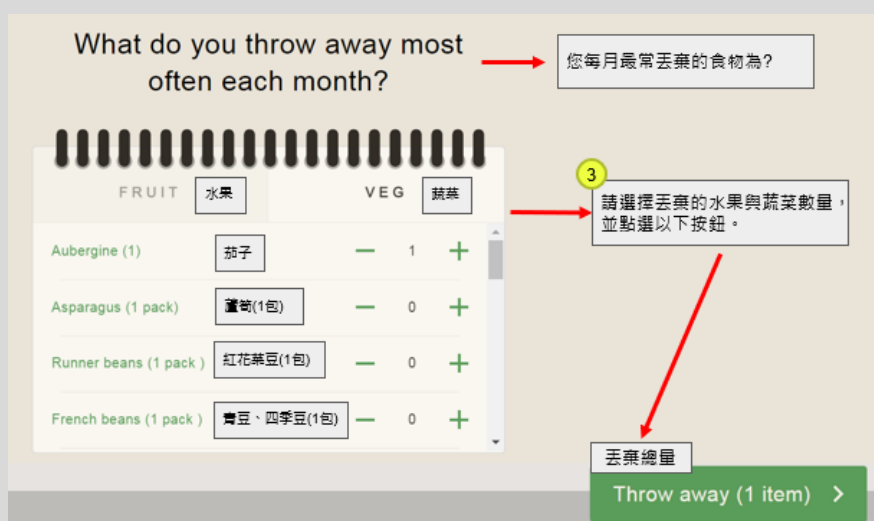 What do you throw away most
often each month?
您每月最常丟棄的食物為?
FRUIT 水果
VEG 蔬菜
3
請選擇丟棄的水果與蔬菜數量，
並點選以下按鈕。
Aubergine (1) 茄子 — 1 +
Asparagus (1 pack) 蘆筍(1包) — 0 +
Runner beans (1 pack ) 紅花菜豆(1包) — 0 +
French beans (1 pack ) 青豆、四季豆(1包) — 0 +
丟棄總量
Throw away (1 item) >